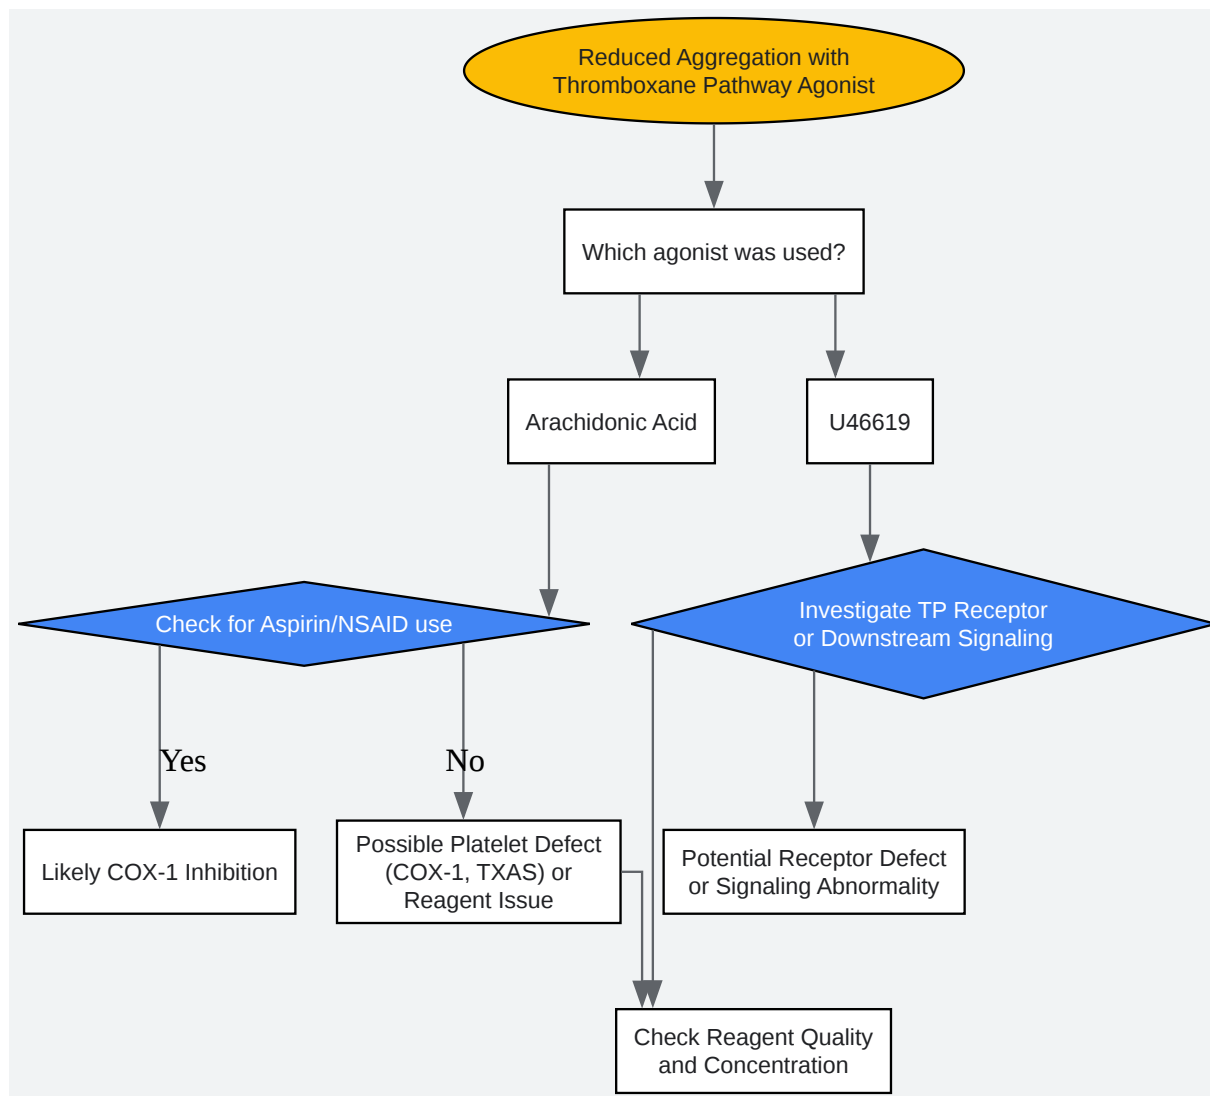 Reduced Aggregation with
Thromboxane Pathway Agonist
Which agonist was used?
Arachidonic Acid
U46619
Check for Aspirin/NSAID use
Investigate TP Receptor
or Downstream Signaling
Yes
No
Likely COX-1 Inhibition
Possible Platelet Defect
(COX-1, TXAS) or
Reagent Issue
Potential Receptor Defect
or Signaling Abnormality
Check Reagent Quality
and Concentration